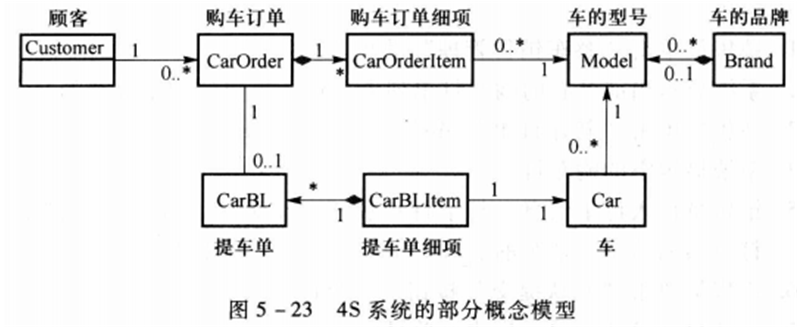 顾客 购车订单 购车订单细项 车的型号 车的品牌
Customer 1 0..* CarOrder 1 * CarOrderItem 0..* 1 Model 0..* 0..1 Brand
1 1
0..1 0..*
CarBL * 1 CarBLItem 1 1 Car
提车单 提车单细项 车
图 5-23 4S 系统的部分概念模型